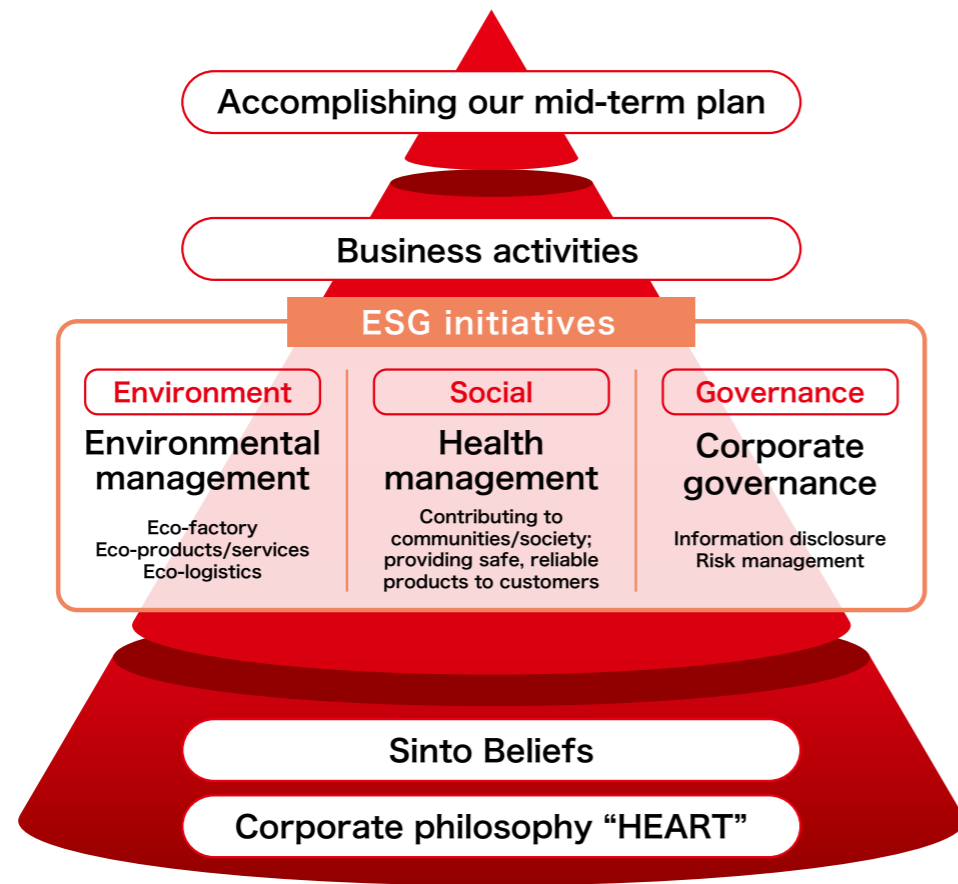 Accomplishing our mid-term plan
Business activities
ESG initiatives
Environment
Environmental
management
Eco-factory
Eco-products/services
Eco-logistics
Social
Health
management
Contributing to
communities/society;
providing safe, reliable
products to customers
Governance
Corporate
governance
Information disclosure
Risk management
Sinto Beliefs
Corporate philosophy “HEART”